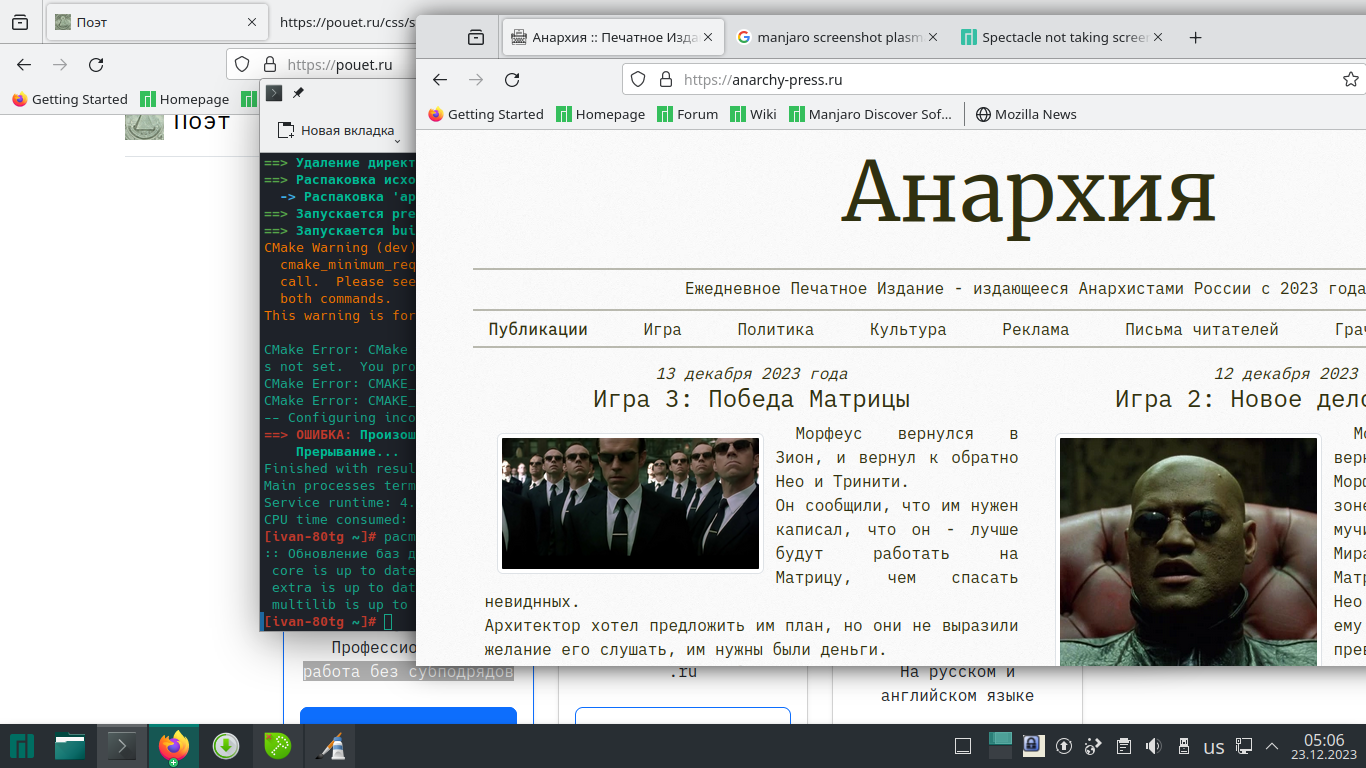 Поэт
https://pouet.ru/css/s
https://pouet.ru
Getting Started
Homepage
Поэт
Новая вкладка
==> Удаление директ
==> Распаковка исхо
-> Распаковка 'ap
==> Запускается pre
==> Запускается bui
CMake Warning (dev)
cmake_minimum_req
call. Please see
both commands.
This warning is for
CMake Error: CMake
s not set. You pro
CMake Error: CMAKE_
CMake Error: CMAKE_
-- Configuring inco
==> ОШИБКА: Произош
Прерывание...
Finished with resul
Main processes term
Service runtime: 4.
CPU time consumed:
[ivan-80tg ~]# pacm
:: Обновление баз д
core is up to date
extra is up to dat
multilib is up to
[ivan-80tg ~]#
Анархия :: Печатное Изда
manjaro screenshot plasm
Spectacle not taking screen
https://anarchy-press.ru
Getting Started
Homepage
Forum
Wiki
Manjaro Discover Sof...
Mozilla News
Анархия
Ежедневное Печатное Издание - издающееся Анархистами России с 2023 года
Публикации Игра Политика Культура Реклама Письма читателей Грач
13 декабря 2023 года
Игра 3: Победа Матрицы
Морфеус вернулся в
Зион, и вернул к обратно
Нео и Тринити.
Он сообщили, что им нужен
каписал, что он - лучше
будут работать на
Матрицу, чем спасать
невиднных.
Архитектор хотел предложить им план, но они не выразили
желание его слушать, им нужны были деньги.
12 декабря 2023
Игра 2: Новое дело
Мо
верн
Морф
зоне
мучи
Мира
Матр
Нео
ему
прев
Профессио
работа без субподрядов
.ru
На русском и
английском языке
us
05:06
23.12.2023